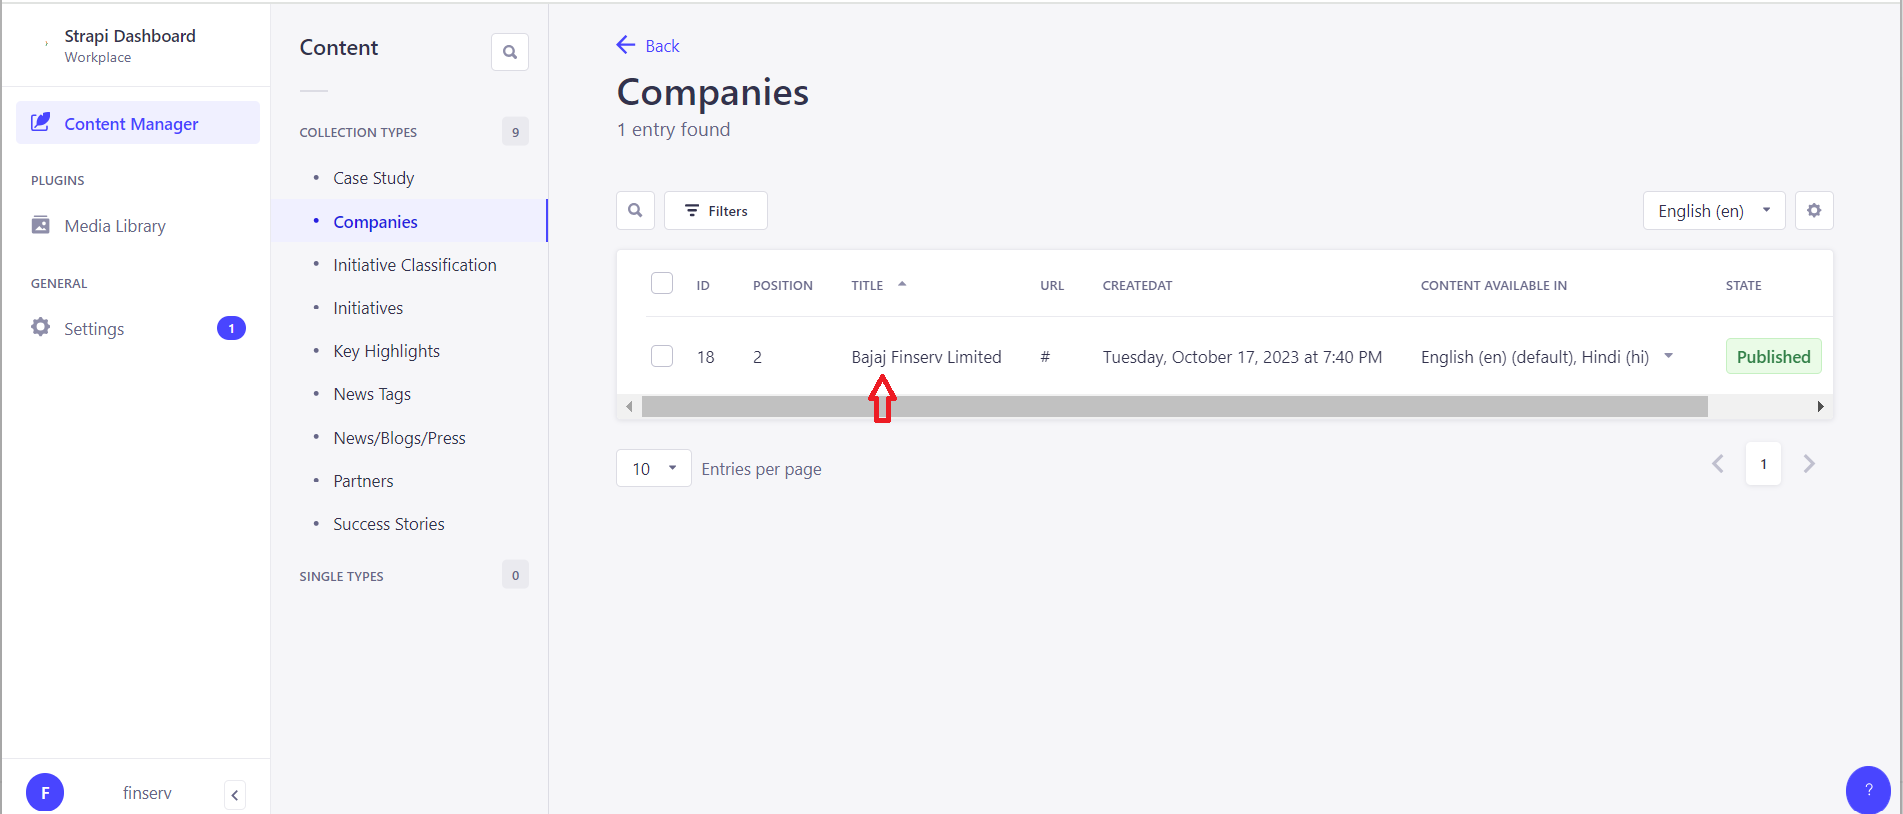 Strapi Dashboard
Workplace
Content Manager
PLUGINS
Media Library
GENERAL
Settings 1
F finserv
Content
COLLECTION TYPES 9
Case Study
Companies
Initiative Classification
Initiatives
Key Highlights
News Tags
News/Blogs/Press
Partners
Success Stories
SINGLE TYPES 0
Back
Companies
1 entry found
Filters English (en)
ID POSITION TITLE URL CREATEDAT CONTENT AVAILABLE IN STATE
18 2 Bajaj Finserv Limited # Tuesday, October 17, 2023 at 7:40 PM English (en) (default), Hindi (hi) Published
10 Entries per page 1
?